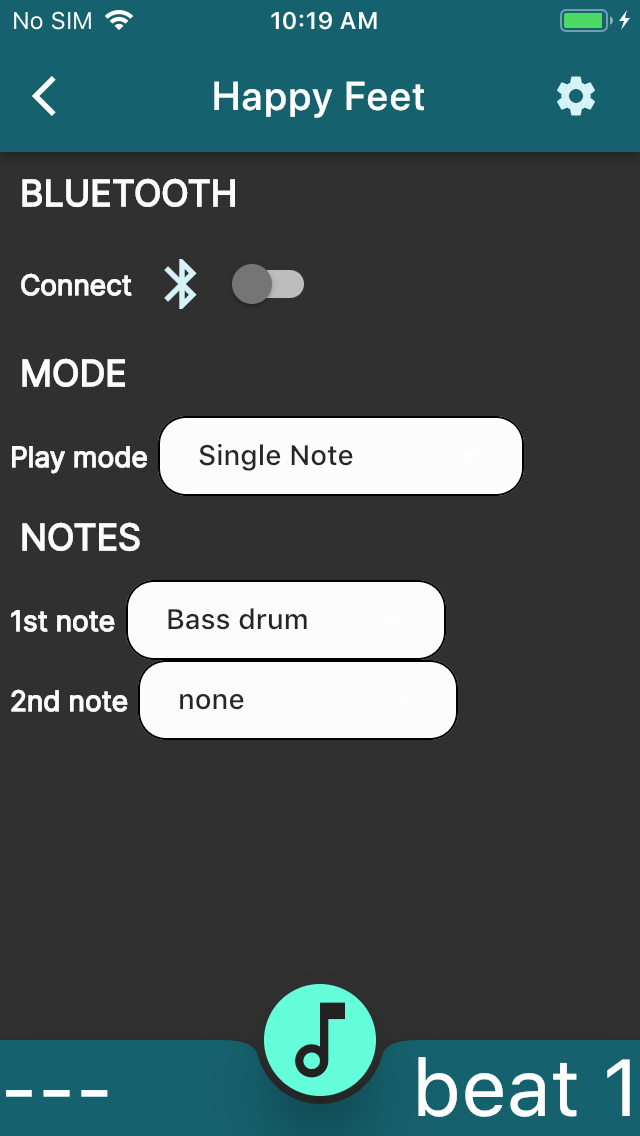 No SIM 10:19 AM
Happy Feet
BLUETOOTH
Connect
MODE
Play mode Single Note
NOTES
1st note Bass drum
2nd note none
--- beat 1